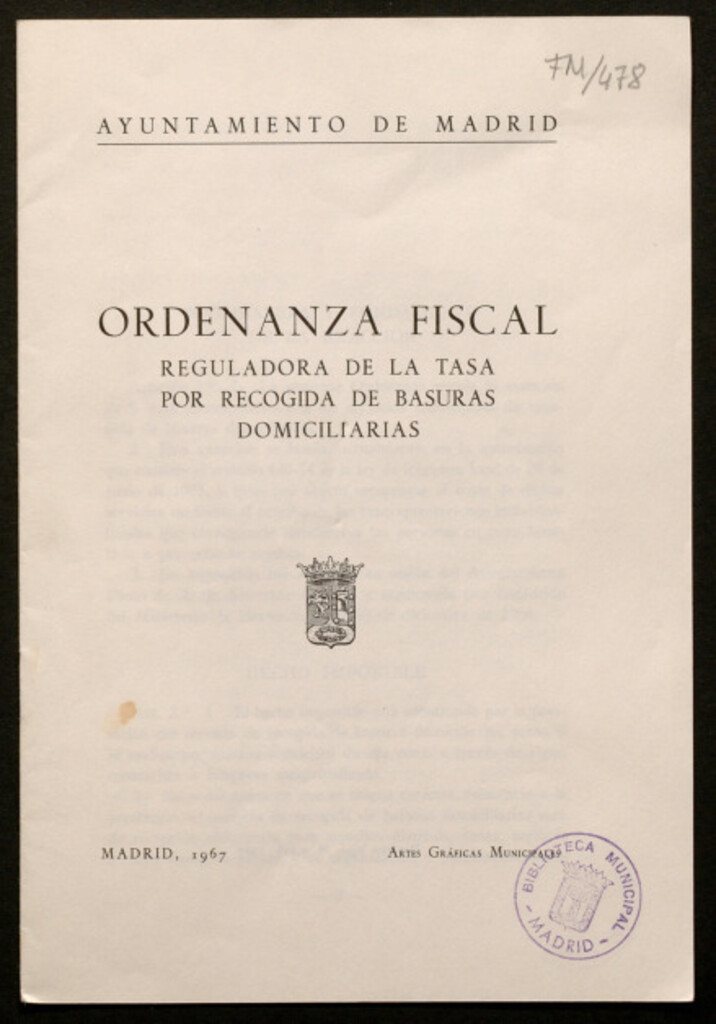 FM/478
AYUNTAMIENTO DE MADRID
ORDENANZA FISCAL
REGULADORA DE LA TASA
POR RECOGIDA DE BASURAS
DOMICILIARIAS
MADRID, 1967
ARTES GRÁFICAS MUNICIPALES
BIBLIOTECA MUNICIPAL
- MADRID -